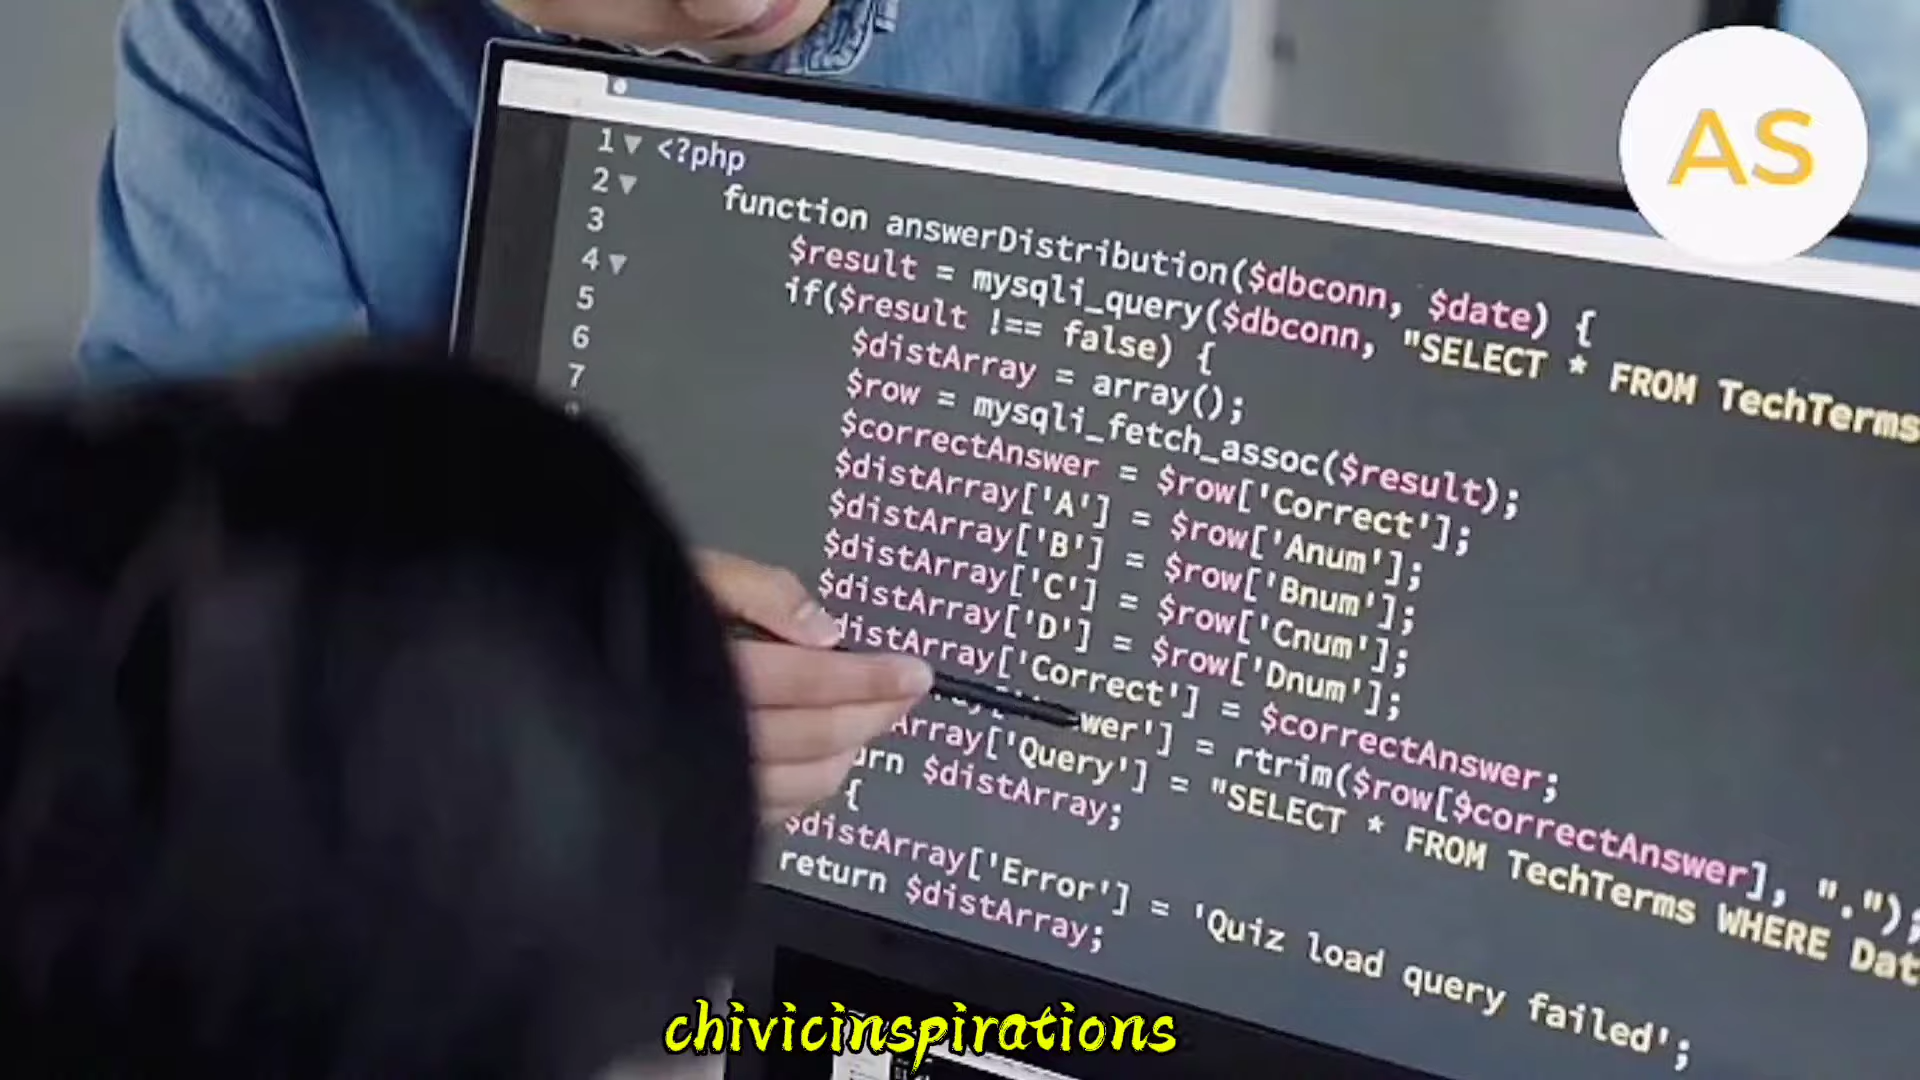 AS
1 <?php
2 function answerDistribution($dbconn, $date) {
3 $result = mysqli_query($dbconn, "SELECT * FROM TechTerms
4 if($result !== false) {
5 $distArray = array();
6 $row = mysqli_fetch_assoc($result);
7 $correctAnswer = $row['Correct'];
$distArray['A'] = $row['Anum'];
$distArray['B'] = $row['Bnum'];
$distArray['C'] = $row['Cnum'];
$distArray['D'] = $row['Dnum'];
distArray['Correct'] = $correctAnswer;
wer'] = rtrim($row[$correctAnswer], ".");
Array['Query'] = "SELECT * FROM TechTerms WHERE Dat
urn $distArray;
{
$distArray['Error'] = 'Quiz load query failed';
return $distArray;
chivicinspirations